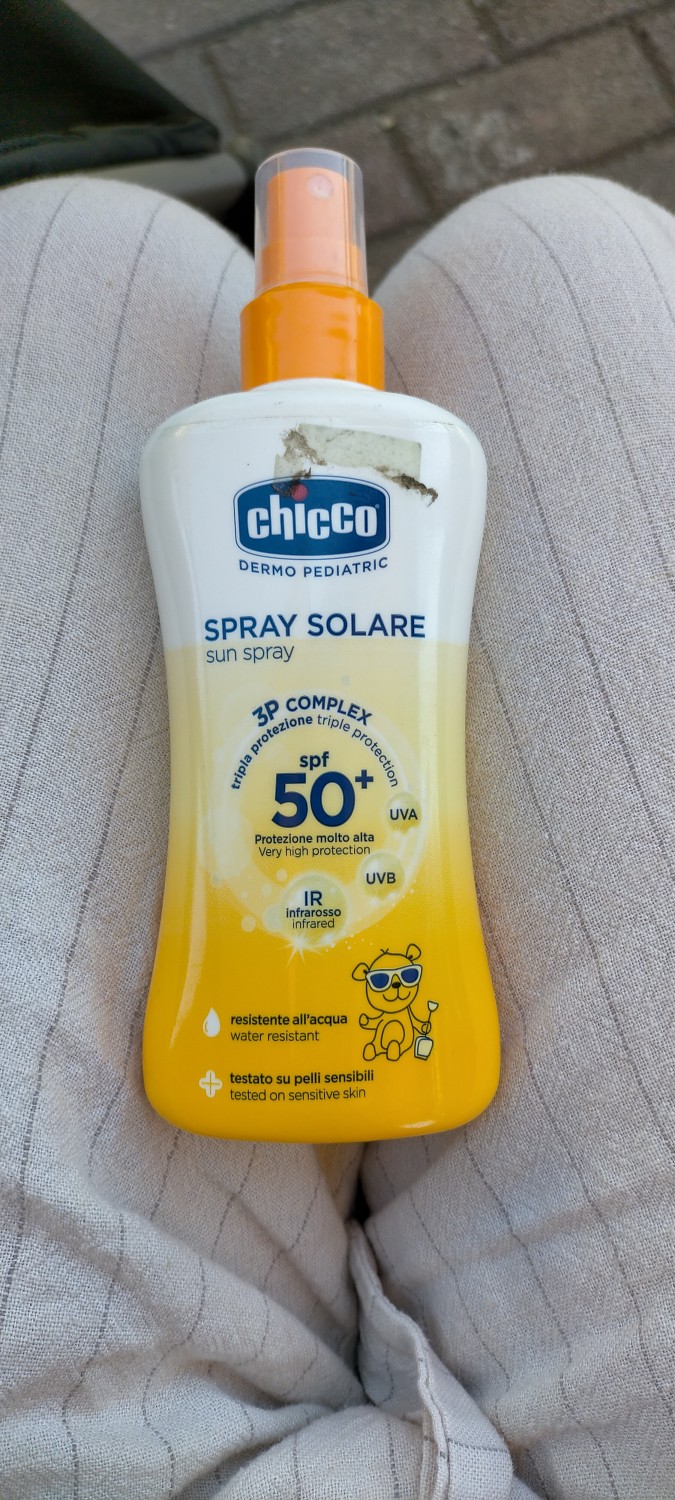 chicco
DERMO PEDIATRIC
SPRAY SOLARE
sun spray
3P COMPLEX
tripla protezione triple protection
spf
50+
Protezione molto alta
Very high protection
UVA
UVB
IR
infrarosso
infrared
resistente all'acqua
water resistant
testato su pelli sensibili
tested on sensitive skin